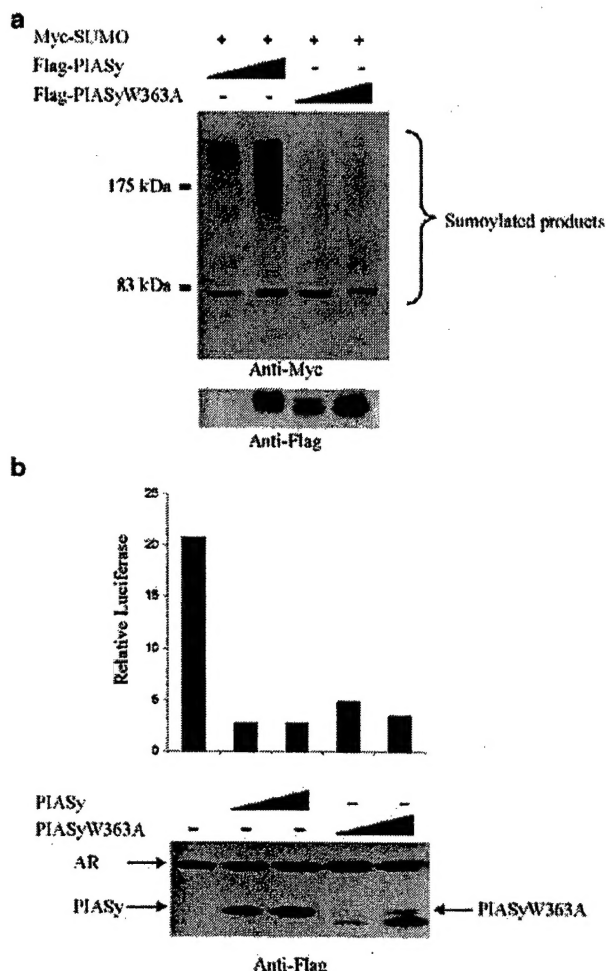 a
Myc-SUMO + + + +
Flag-PIASy - -
Flag-PIASyW363A - -
175 kDa
83 kDa
Sumoylated products
Anti-Myc
Anti-Flag
b
25
20
15
10
5
0
Relative Luciferase
PIASy - - -
PIASyW363A - - -
AR
PIASy
PIASyW363A
Anti-Flag